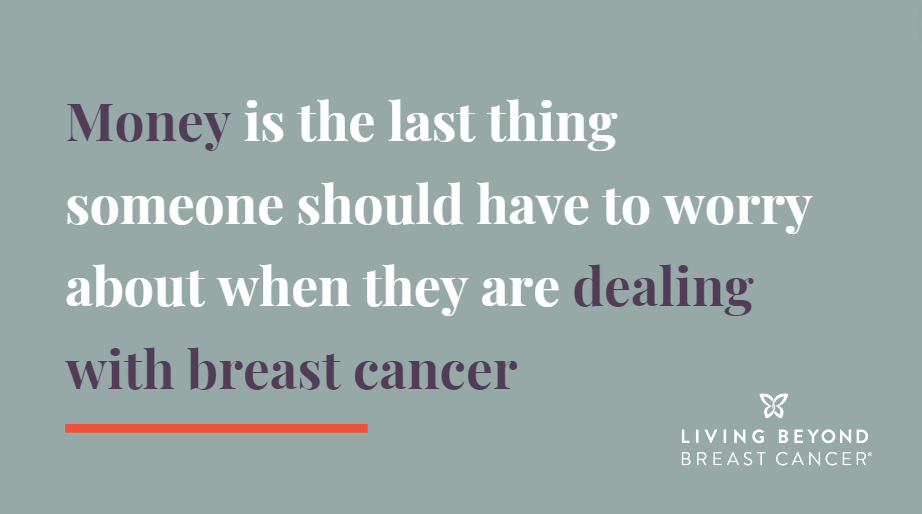 Money is the last thing
someone should have to worry
about when they are dealing
with breast cancer
LIVING BEYOND
BREAST CANCER®